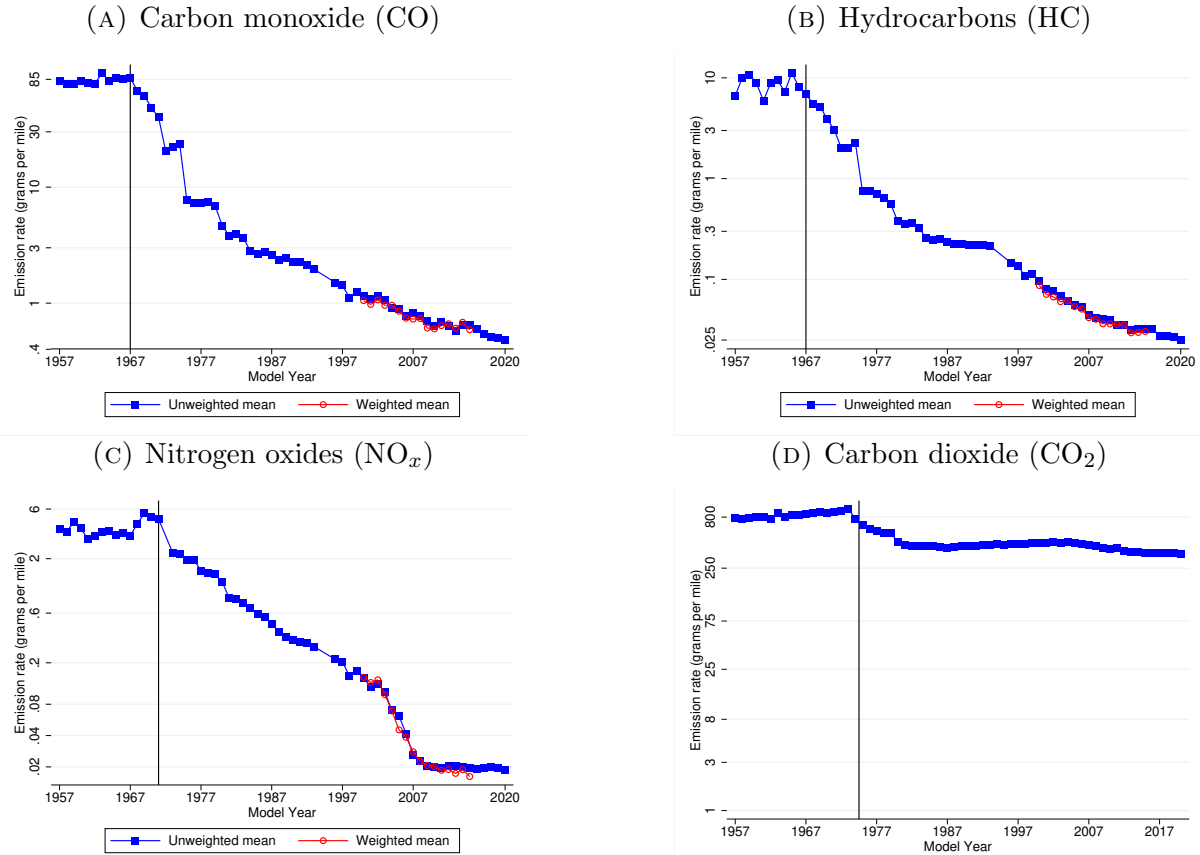 (A) Carbon monoxide (CO)
Emission rate (grams per mile)
85
30
10
3
1
.4
1957 1967 1977 1987 1997 2007 2020
Model Year
Unweighted mean Weighted mean
(B) Hydrocarbons (HC)
Emission rate (grams per mile)
10
3
1
.3
.1
.025
1957 1967 1977 1987 1997 2007 2020
Model Year
Unweighted mean Weighted mean
(C) Nitrogen oxides (NOx)
Emission rate (grams per mile)
6
2
.6
.2
.08
.04
.02
1957 1967 1977 1987 1997 2007 2020
Model Year
Unweighted mean Weighted mean
(D) Carbon dioxide (CO2)
Emission rate (grams per mile)
800
250
75
25
8
3
1
1957 1967 1977 1987 1997 2007 2017
Model Year